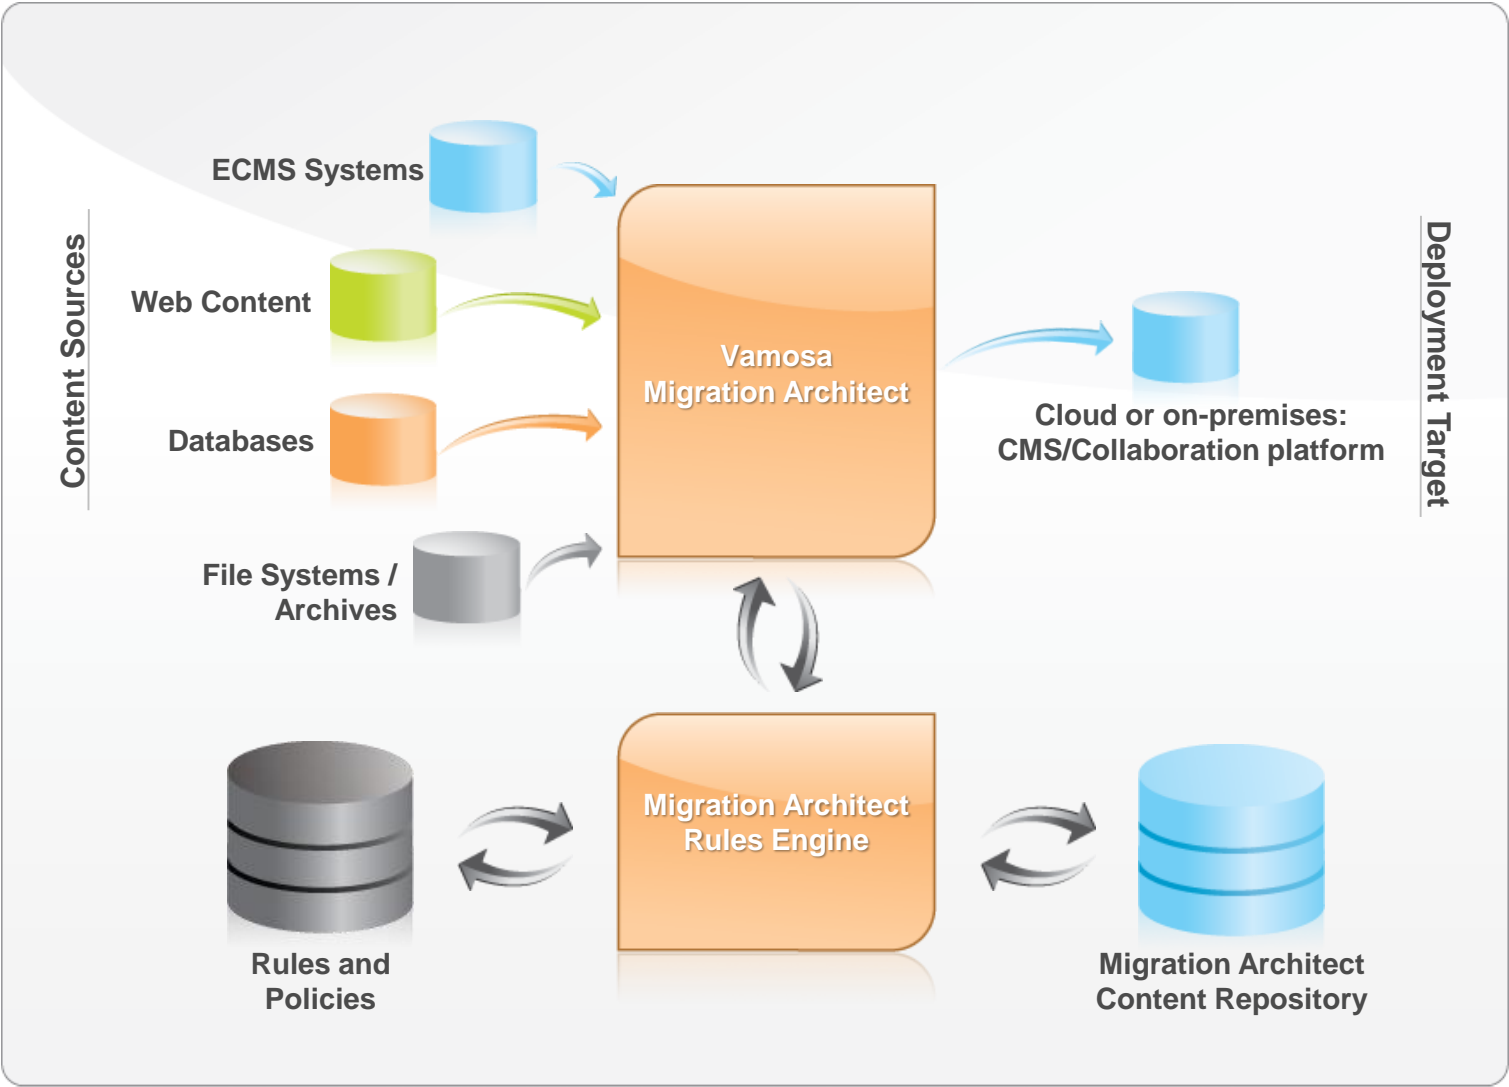 Content Sources
ECMS Systems
Web Content
Databases
File Systems /
Archives
Vamosa
Migration Architect
Cloud or on-premises:
CMS/Collaboration platform
Deployment Target
Rules and
Policies
Migration Architect
Rules Engine
Migration Architect
Content Repository